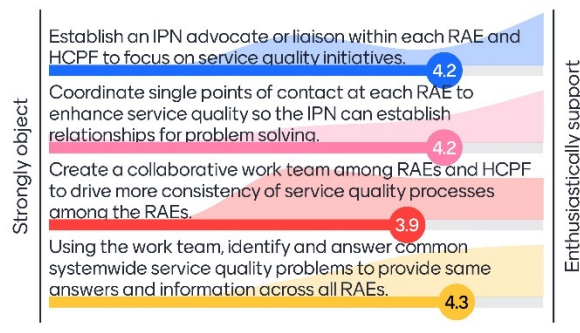 Strongly object
Establish an IPN advocate or liaison within each RAE and
HCPF to focus on service quality initiatives.
4.2
Coordinate single points of contact at each RAE to
enhance service quality so the IPN can establish
relationships for problem solving.
4.2
Create a collaborative work team among RAEs and HCPF
to drive more consistency of service quality processes
among the RAEs.
3.9
Using the work team, identify and answer common
systemwide service quality problems to provide same
answers and information across all RAEs.
4.3
Enthusiastically support